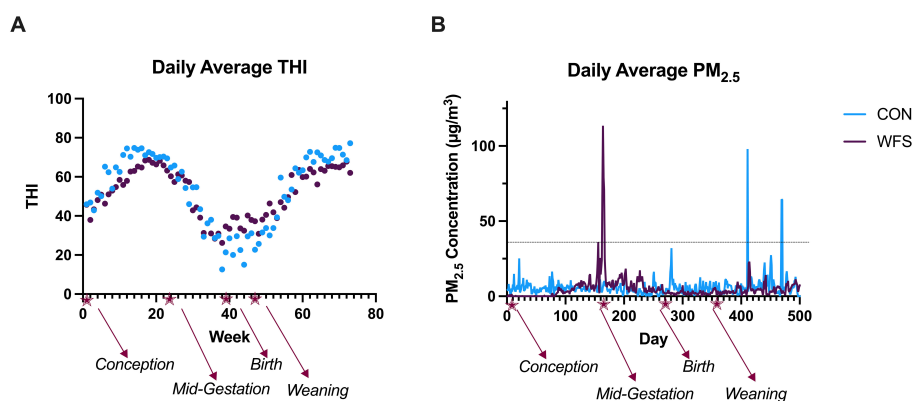 A
Daily Average THI
THI
100
80
60
40
20
0
0 20 40 60 80
Week
Conception
Mid-Gestation
Birth
Weaning
B
Daily Average PM2.5
PM2.5 Concentration (μg/m³)
100
50
0
0 100 200 300 400 500
Day
Conception
Mid-Gestation
Birth
Weaning
CON
WFS